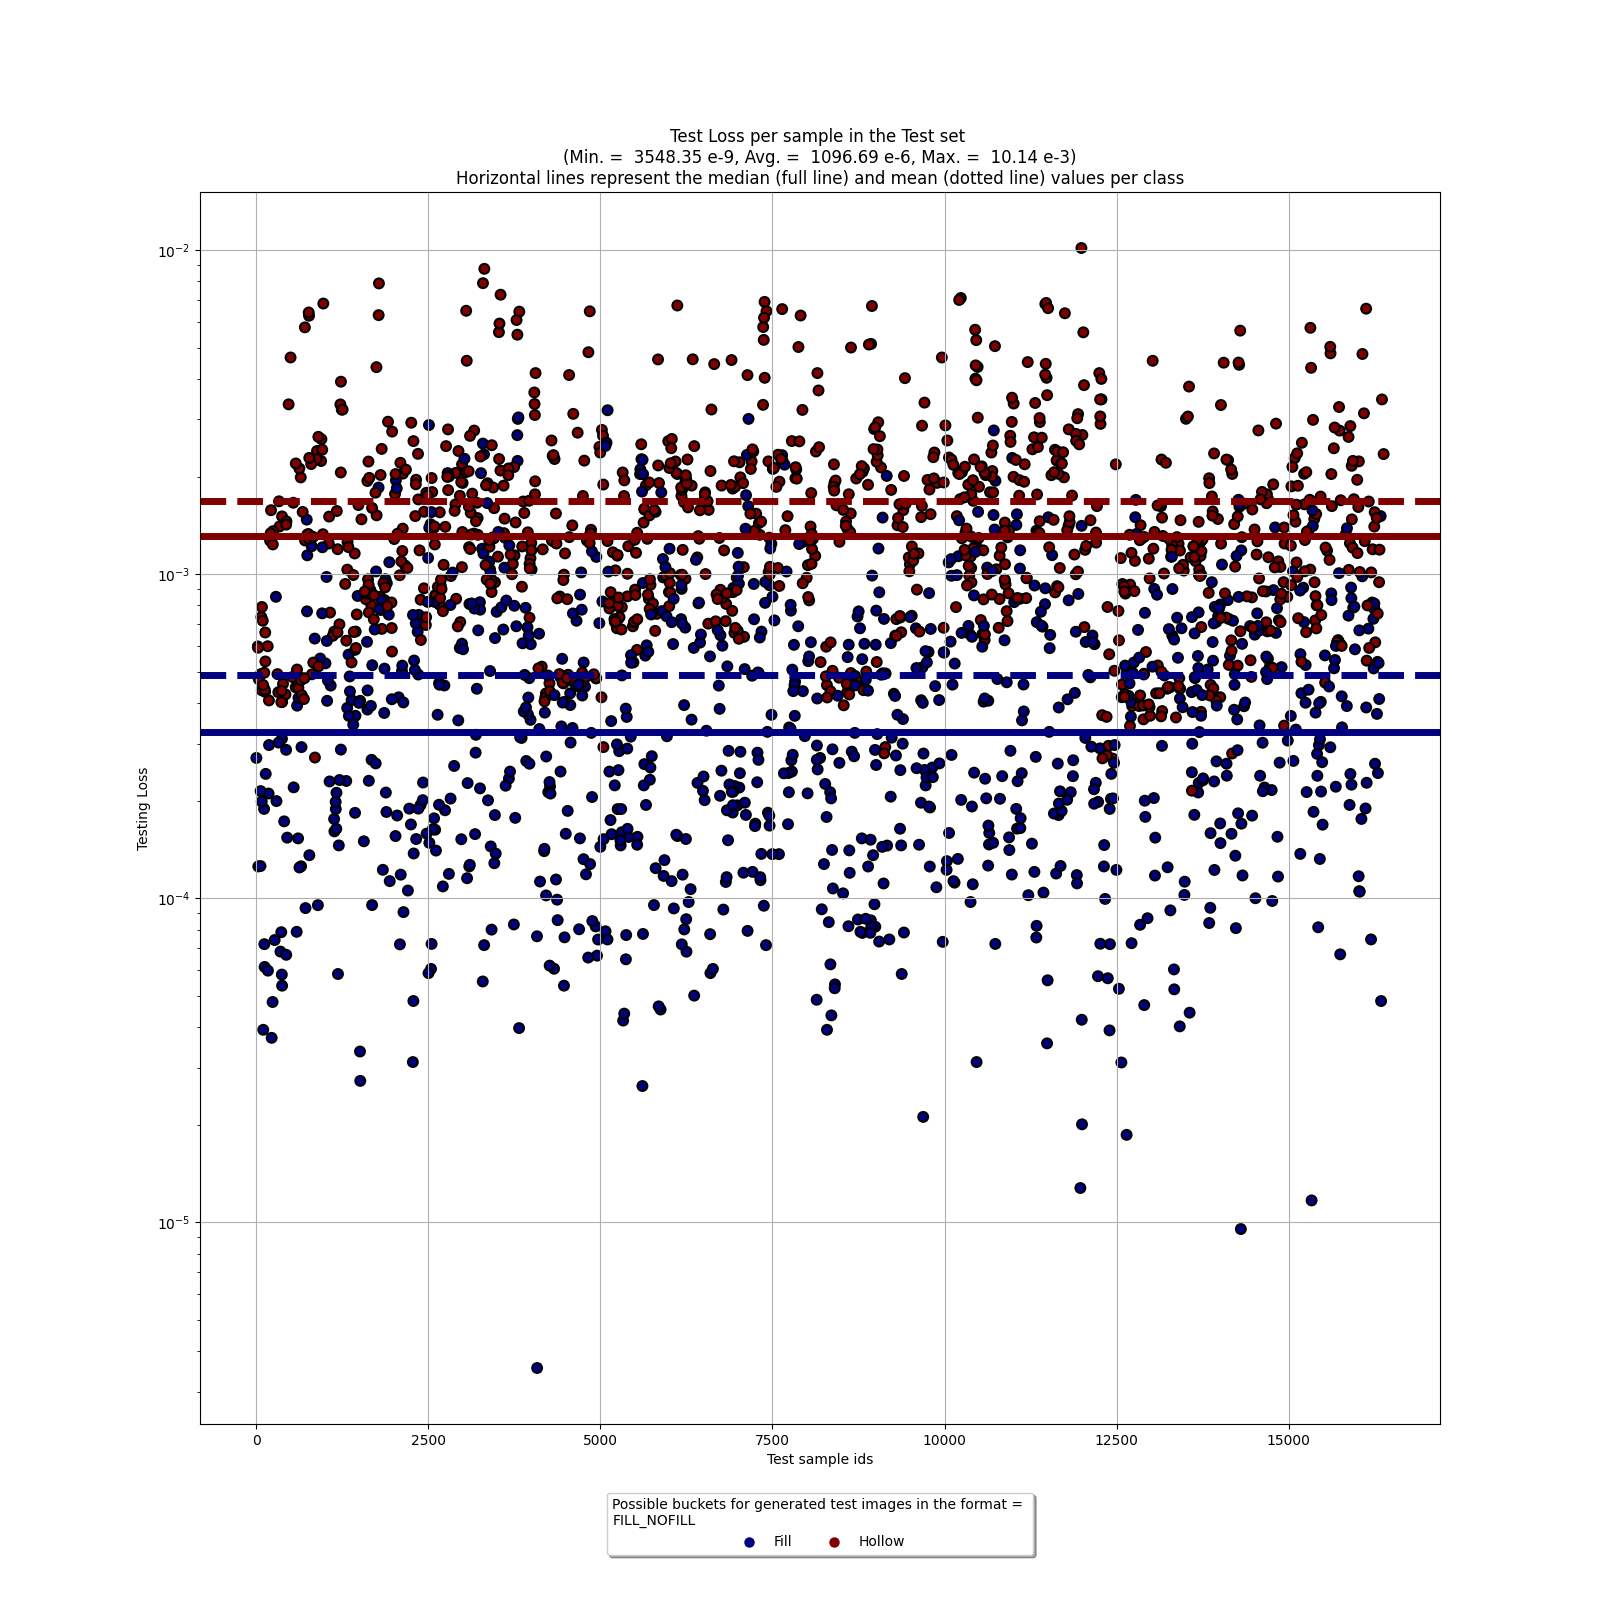 Test Loss per sample in the Test set
(Min. =  3548.35 e-9, Avg. =  1096.69 e-6, Max. =  10.14 e-3)
Horizontal lines represent the median (full line) and mean (dotted line) values per class
Testing Loss
10⁻²
10⁻³
10⁻⁴
10⁻⁵
0 2500 5000 7500 10000 12500 15000
Test sample ids
Possible buckets for generated test images in the format =
FILL_NOFILL
Fill Hollow